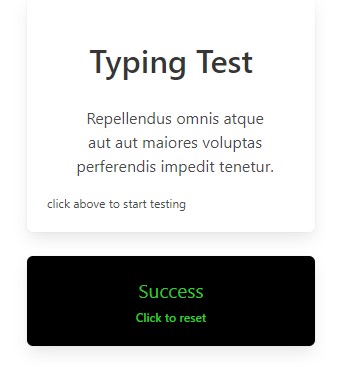 Typing Test
Repellendus omnis atque
aut aut maiores voluptas
perferendis impedit tenetur.
click above to start testing
Success
Click to reset